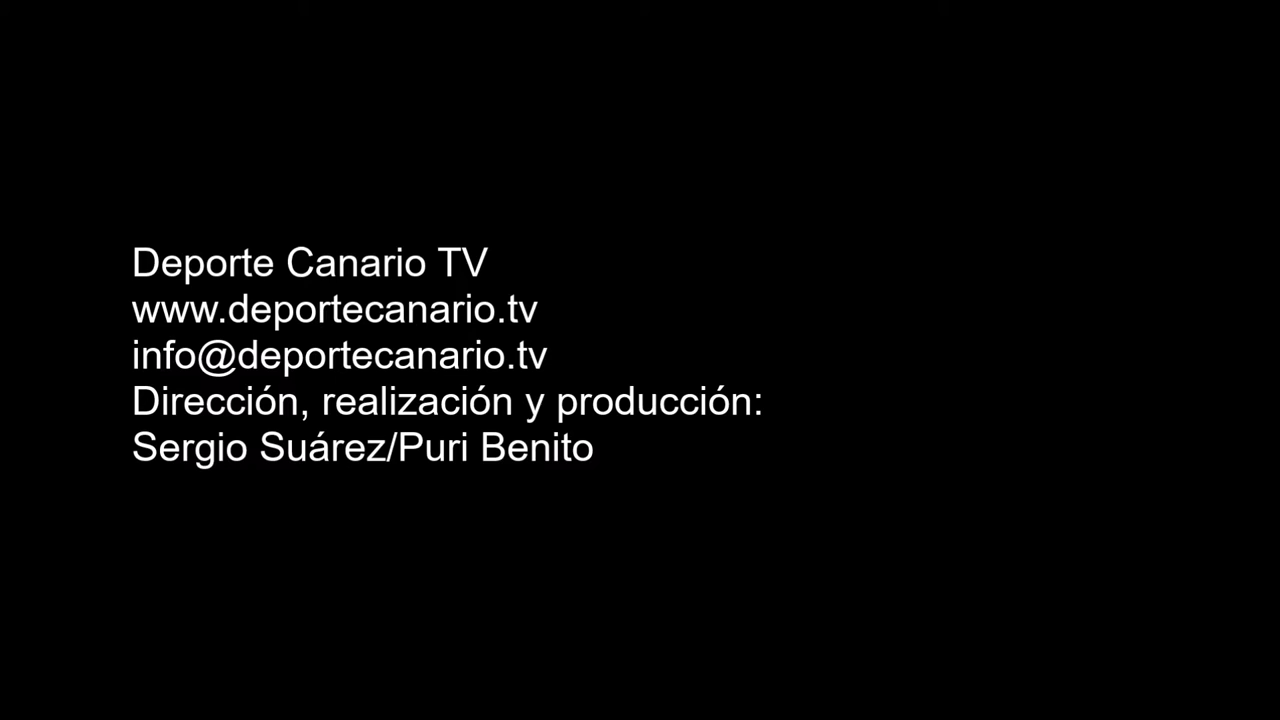 Deporte Canario TV
www.deportecanario.tv
info@deportecanario.tv
Dirección, realización y producción:
Sergio Suárez/Puri Benito